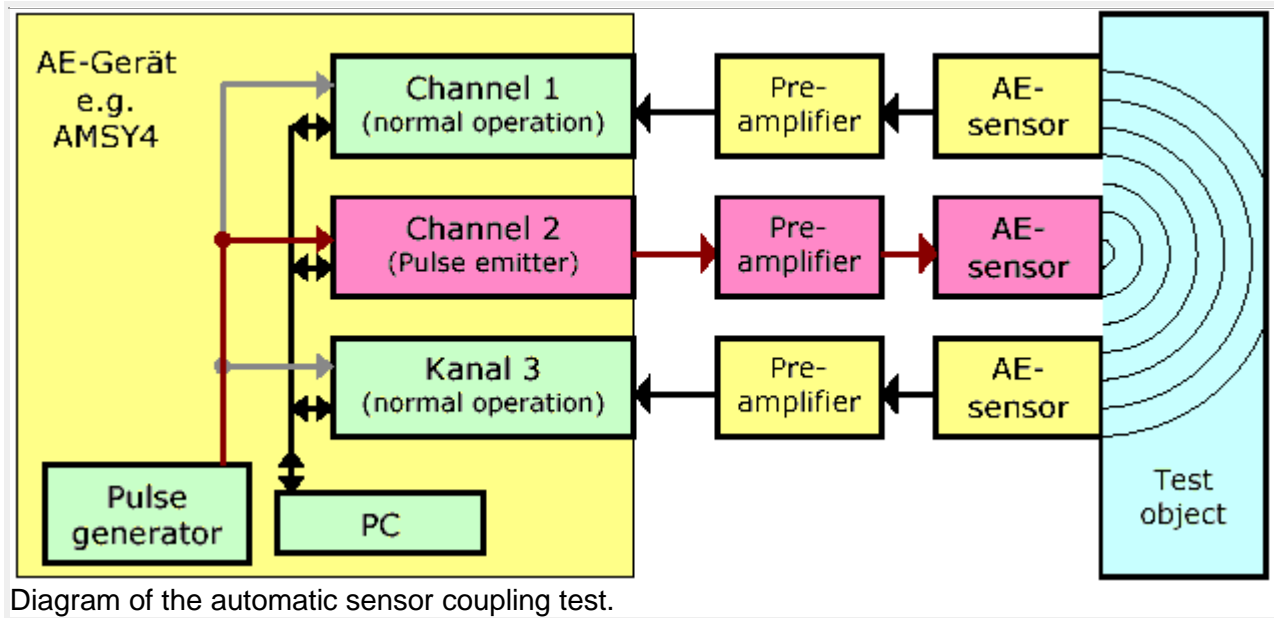 AE-Gerät
e.g.
AMSY4
Channel 1
(normal operation)
Pre-
amplifier
AE-
sensor
Channel 2
(Pulse emitter)
Pre-
amplifier
AE-
sensor
Kanal 3
(normal operation)
Pre-
amplifier
AE-
sensor
Pulse
generator
PC
Test
object
Diagram of the automatic sensor coupling test.